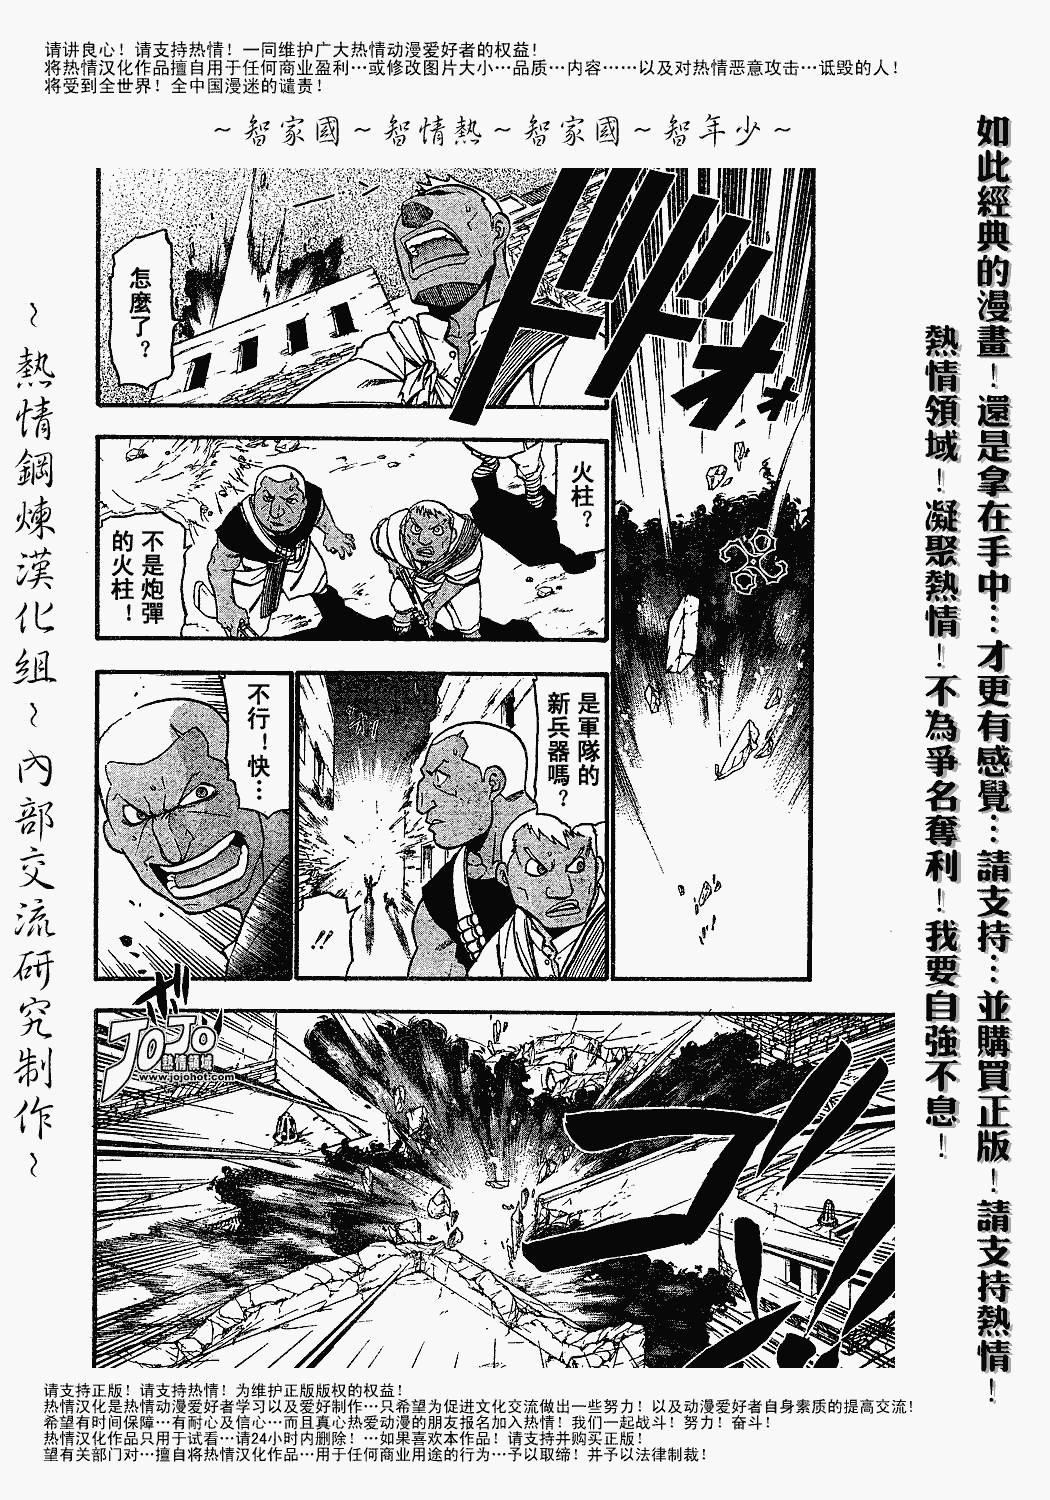 请讲良心！请支持热情！一同维护广大热情动漫爱好者的权益！
将热情汉化作品擅自用于任何商业盈利…或修改图片大小…品质…内容……以及对热情恶意攻击…诋毁的人！
将受到全世界！全中国漫迷的谴责！
～智家國～智情熱～智家國～智年少～
如此經典的漫畫！還是拿在手中…才更有感覺…請支持…並購買正版！請支持熱情！
熱情領域！凝聚熱情！不為爭名奪利！我要自強不息！
～熱情鋼煉漢化組～內部交流研究制作～
ドドオォ
怎麼了？
火柱？
不是炮彈
的火柱！
是軍隊的
新兵器嗎？
!!
不行！快…
ボボ
JOJO!
熱情領域
www.jojohot.com
ゴ
请支持正版！请支持热情！为维护正版版权的权益！
热情汉化是热情动漫爱好者学习以及爱好制作…只希望为促进文化交流做出一些努力！以及动漫爱好者自身素质的提高交流！
希望有时间保障…有耐心及信心…而且真心热爱动漫的朋友报名加入热情！我们一起战斗！努力！奋斗！
热情汉化作品只用于试看…请24小时内删除！…如果喜欢本作品！请支持并购买正版！
望有关部门对…擅自将热情汉化作品…用于任何商业用途的行为…予以取缔！并予以法律制裁！